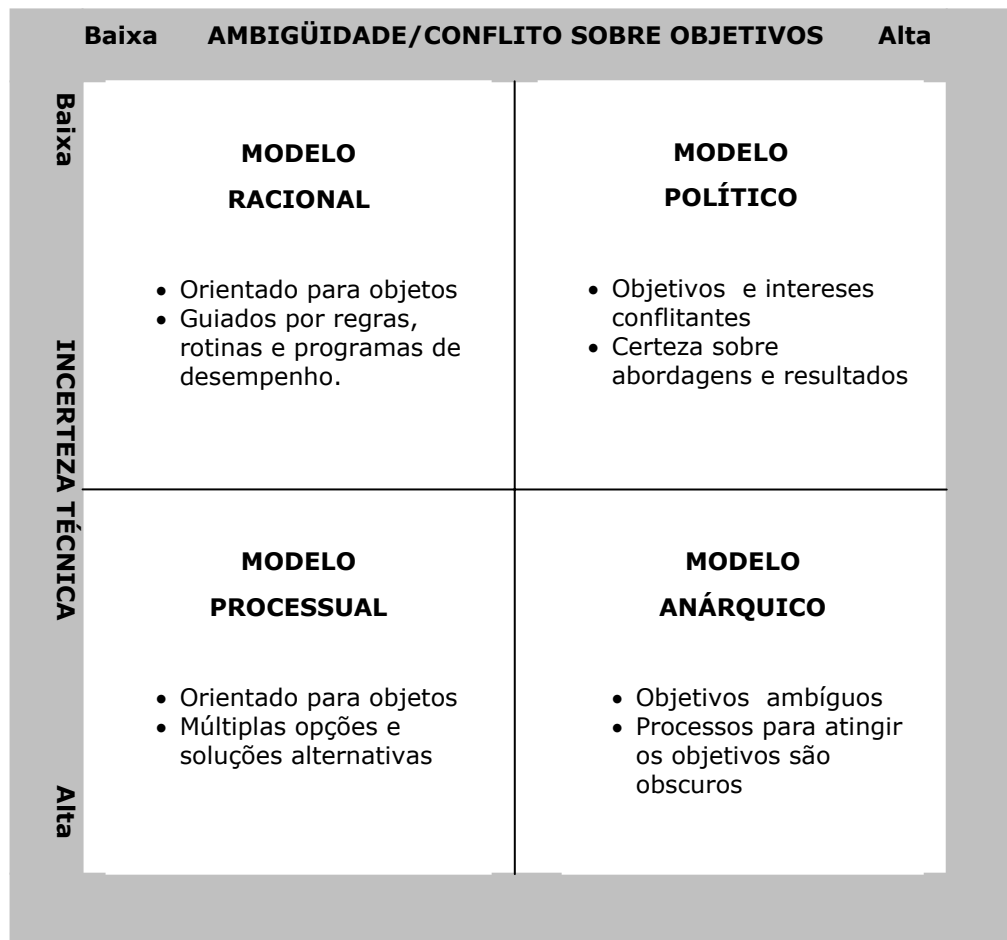 Baixa AMBIGÜIDADE/CONFLITO SOBRE OBJETIVOS Alta
Baixa
INCERTEZA TÉCNICA
Alta
MODELO
RACIONAL
• Orientado para objetos
• Guiados por regras,
rotinas e programas de
desempenho.
MODELO
POLÍTICO
• Objetivos e intereses
conflitantes
• Certeza sobre
abordagens e resultados
MODELO
PROCESSUAL
• Orientado para objetos
• Múltiplas opções e
soluções alternativas
MODELO
ANÁRQUICO
• Objetivos ambíguos
• Processos para atingir
os objetivos são
obscuros